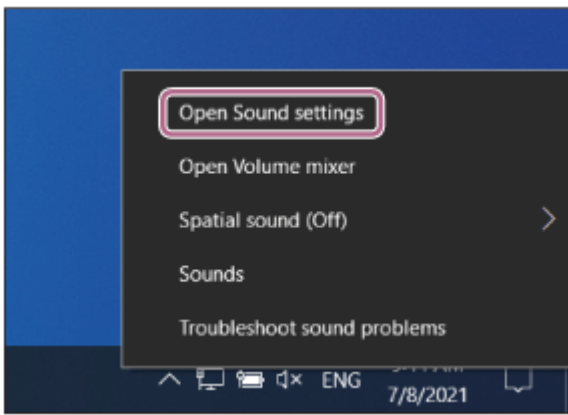 Open Sound settings
Open Volume mixer
Spatial sound (Off)
Sounds
Troubleshoot sound problems
ENG
7/8/2021